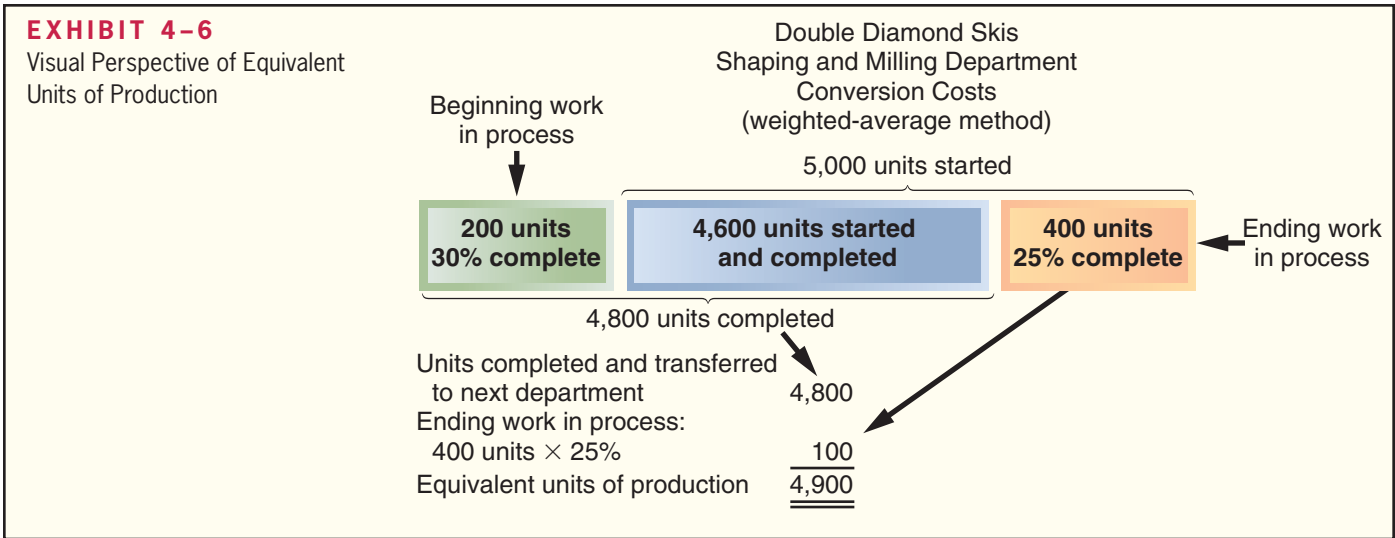 EXHIBIT 4–6
Visual Perspective of Equivalent
Units of Production
Double Diamond Skis
Shaping and Milling Department
Conversion Costs
(weighted-average method)
Beginning work
in process
5,000 units started
200 units
30% complete
4,600 units started
and completed
400 units
25% complete
Ending work
in process
4,800 units completed
Units completed and transferred
to next department 4,800
Ending work in process:
400 units × 25% 100
Equivalent units of production 4,900